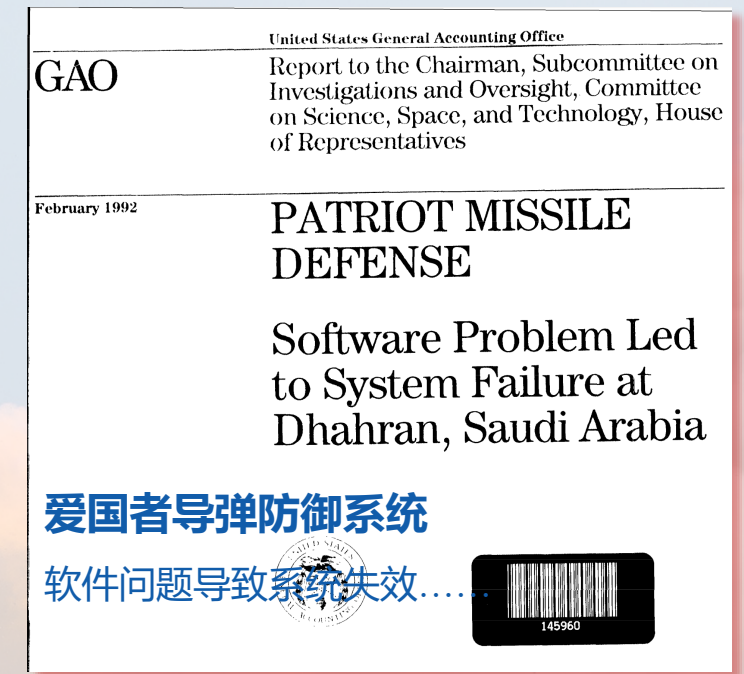 United States General Accounting Office
GAO
Report to the Chairman, Subcommittee on
Investigations and Oversight, Committee
on Science, Space, and Technology, House
of Representatives
February 1992
PATRIOT MISSILE
DEFENSE
Software Problem Led
to System Failure at
Dhahran, Saudi Arabia
爱国者导弹防御系统
软件问题导致系统失效……
145960